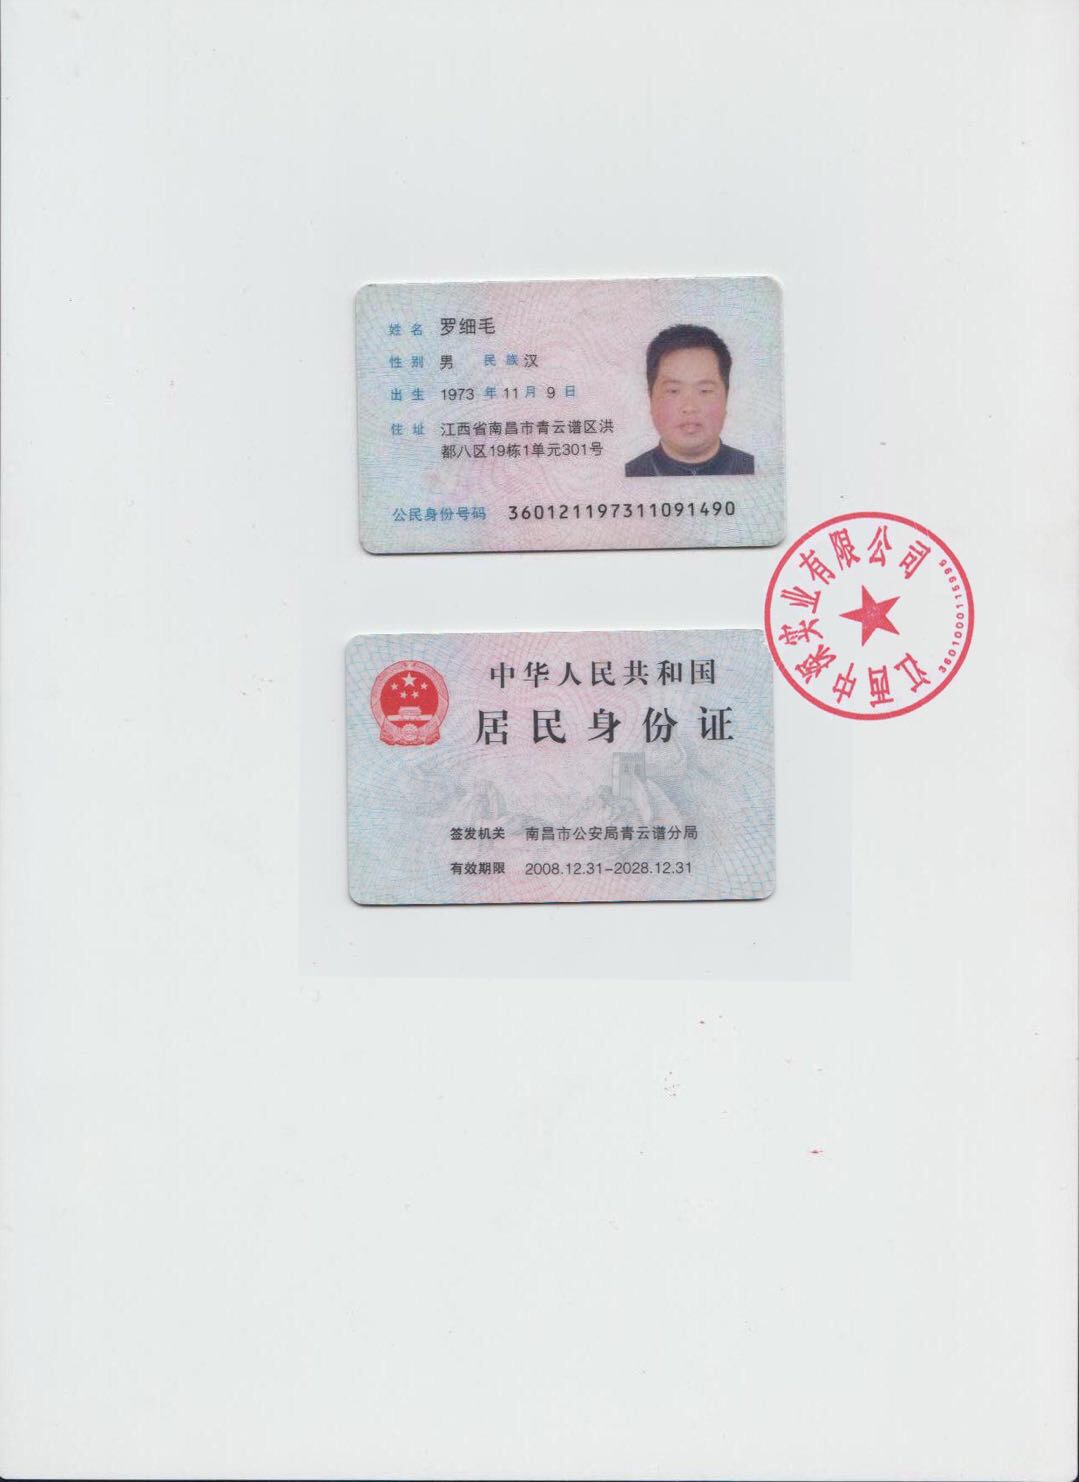 姓名 罗细毛
性别 男 民族 汉
出生 1973 年 11 月 9 日
住址 江西省南昌市青云谱区洪
都八区19栋1单元301号
公民身份号码 360121197311091490
江西中源实业有限公司
3601000115995
中华人民共和国
居民身份证
签发机关 南昌市公安局青云谱分局
有效期限 2008.12.31-2028.12.31